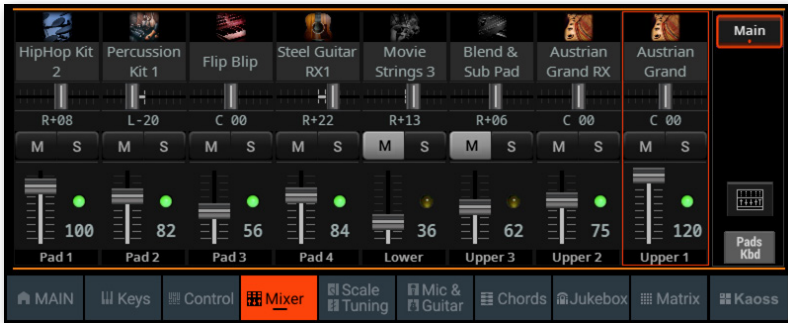 HipHop Kit 2
Percussion Kit 1
Flip Blip
Steel Guitar RX1
Movie Strings 3
Blend & Sub Pad
Austrian Grand RX
Austrian Grand
Main
R+08 L-20 C 00 R+22 R+13 R+06 C 00 C 00
M S M S M S M S M S M S M S M S
100 82 56 84 36 62 75 120
Pads
Kbd
Pad 1 Pad 2 Pad 3 Pad 4 Lower Upper 3 Upper 2 Upper 1
MAIN Keys Control Mixer Scale Tuning Mic & Guitar Chords Jukebox Matrix Kaoss